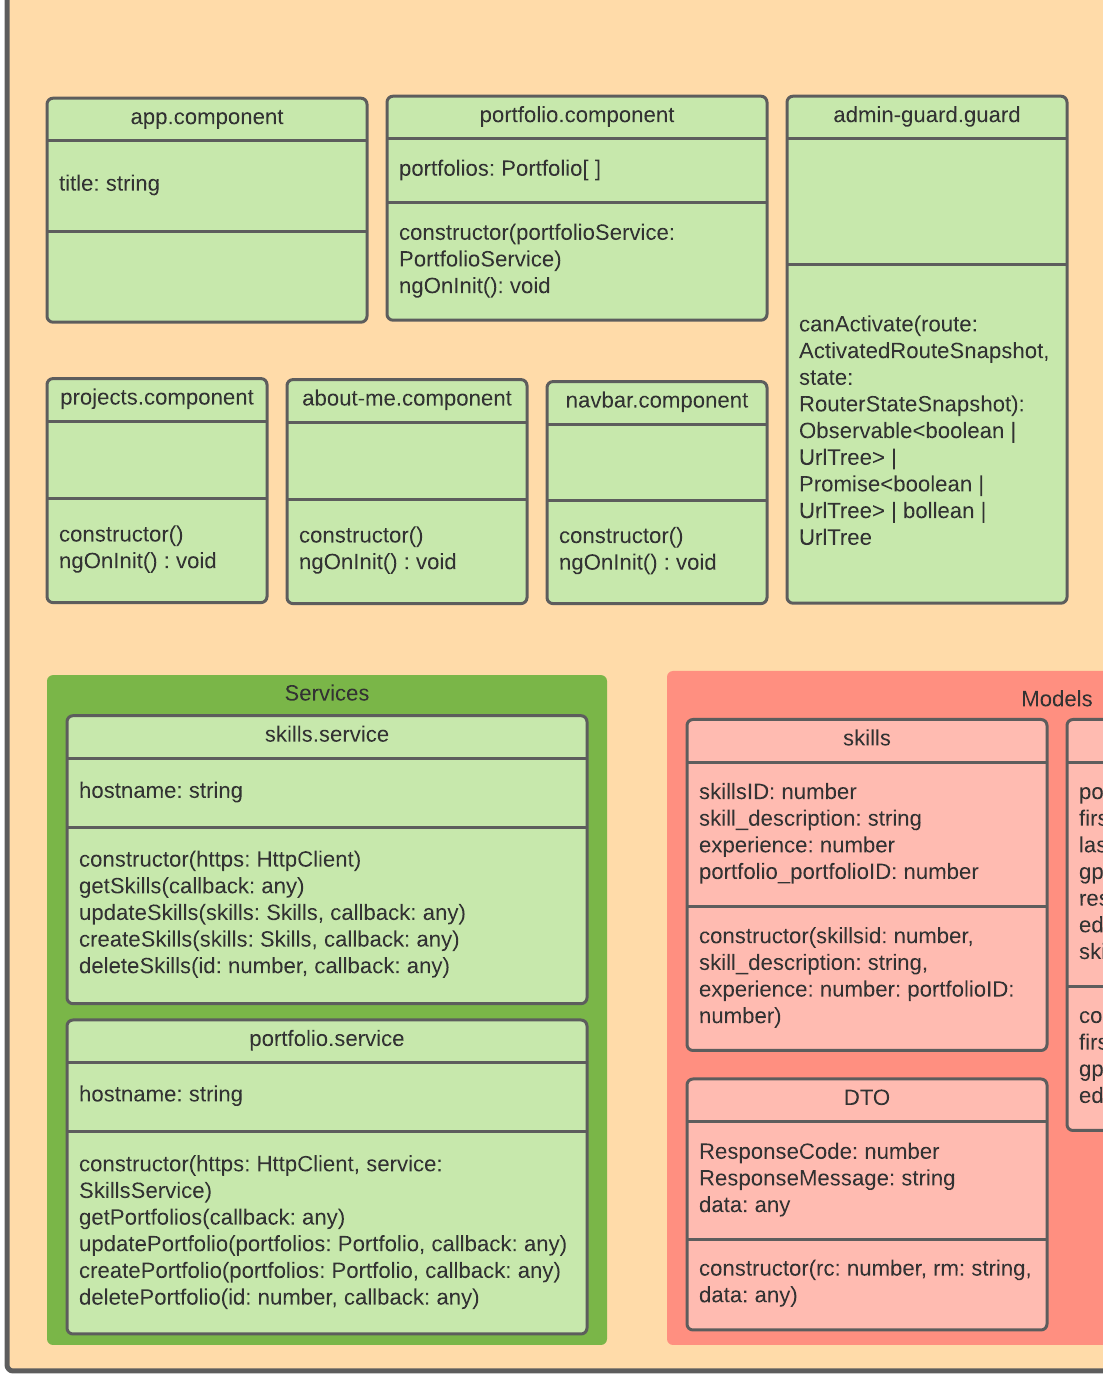 app.component
title: string
portfolio.component
portfolios: Portfolio[ ]
constructor(portfolioService:
PortfolioService)
ngOnInit(): void
admin-guard.guard
canActivate(route:
ActivatedRouteSnapshot,
state:
RouterStateSnapshot):
Observable<boolean |
UrlTree> |
Promise<boolean |
UrlTree> | bollean |
UrlTree
projects.component
constructor()
ngOnInit() : void
about-me.component
constructor()
ngOnInit() : void
navbar.component
constructor()
ngOnInit() : void
Services
skills.service
hostname: string
constructor(https: HttpClient)
getSkills(callback: any)
updateSkills(skills: Skills, callback: any)
createSkills(skills: Skills, callback: any)
deleteSkills(id: number, callback: any)
portfolio.service
hostname: string
constructor(https: HttpClient, service:
SkillsService)
getPortfolios(callback: any)
updatePortfolio(portfolios: Portfolio, callback: any)
createPortfolio(portfolios: Portfolio, callback: any)
deletePortfolio(id: number, callback: any)
Models
skills
skillsID: number
skill_description: string
experience: number
portfolio_portfolioID: number
constructor(skillsid: number,
skill_description: string,
experience: number: portfolioID:
number)
DTO
ResponseCode: number
ResponseMessage: string
data: any
constructor(rc: number, rm: string,
data: any)